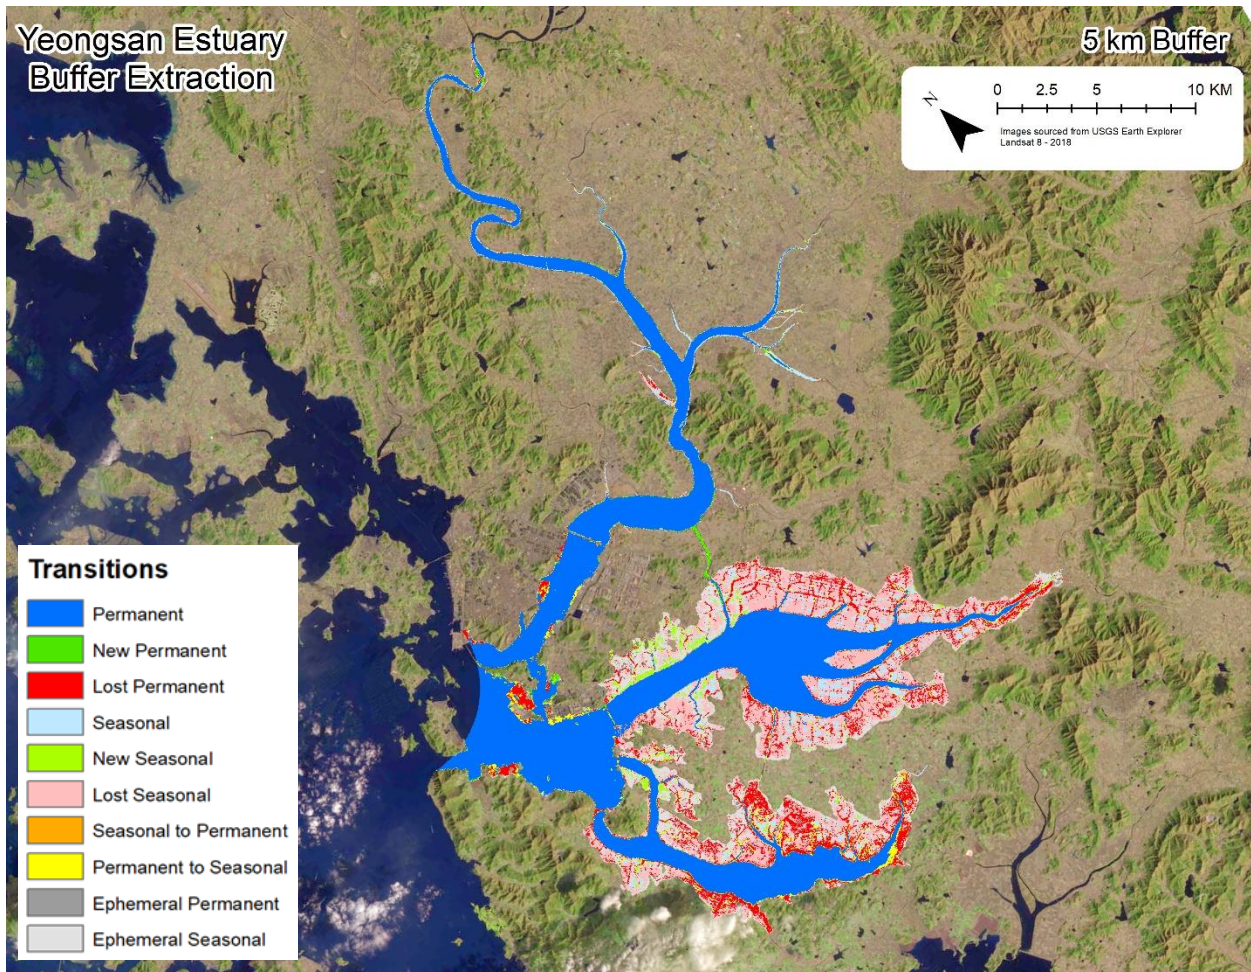 Yeongsan Estuary
Buffer Extraction
5 km Buffer
N
0 2.5 5 10 KM
Images sourced from USGS Earth Explorer
Landsat 8 - 2018
Transitions
Permanent
New Permanent
Lost Permanent
Seasonal
New Seasonal
Lost Seasonal
Seasonal to Permanent
Permanent to Seasonal
Ephemeral Permanent
Ephemeral Seasonal